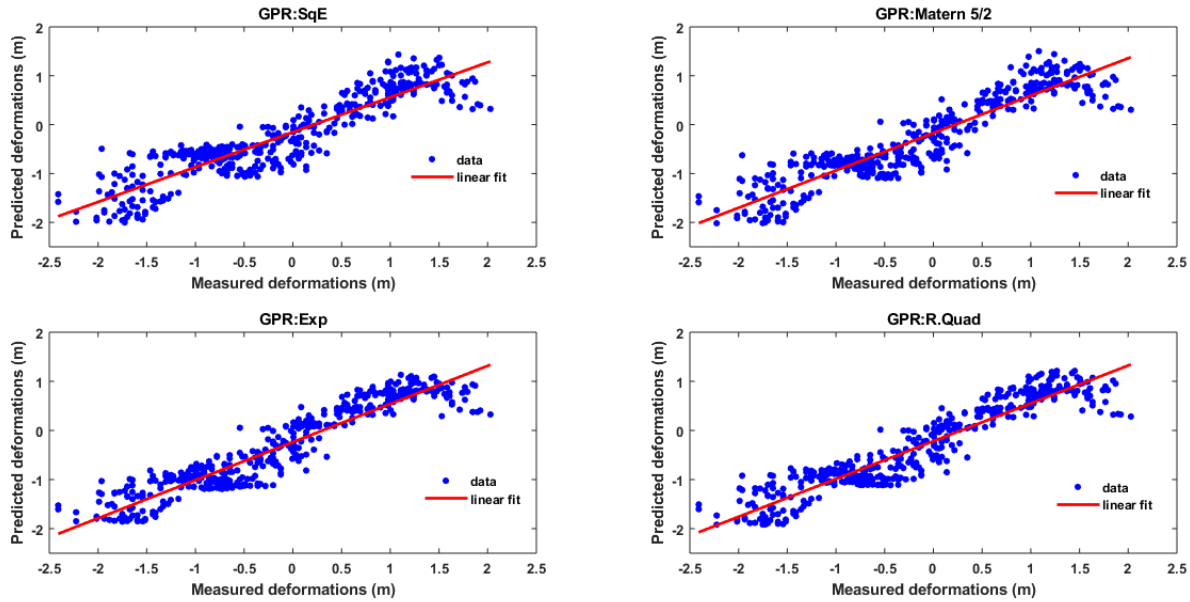 GPR:SqE
Predicted deformations (m)
2
1
0
-1
-2
data
linear fit
-2.5 -2 -1.5 -1 -0.5 0 0.5 1 1.5 2 2.5
Measured deformations (m)
GPR:Matern 5/2
Predicted deformations (m)
2
1
0
-1
-2
data
linear fit
-2.5 -2 -1.5 -1 -0.5 0 0.5 1 1.5 2 2.5
Measured deformations (m)
GPR:Exp
Predicted deformations (m)
2
1
0
-1
-2
data
linear fit
-2.5 -2 -1.5 -1 -0.5 0 0.5 1 1.5 2 2.5
Measured deformations (m)
GPR:R.Quad
Predicted deformations (m)
2
1
0
-1
-2
data
linear fit
-2.5 -2 -1.5 -1 -0.5 0 0.5 1 1.5 2 2.5
Measured deformations (m)